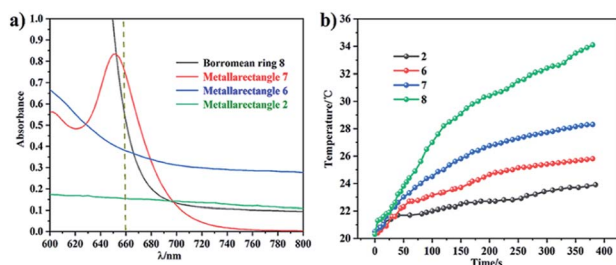 a)
1.0
0.9
0.8
0.7
0.6
0.5
0.4
0.3
0.2
0.1
0.0
Absorbance
Borromean ring 8
Metallarectangle 7
Metallarectangle 6
Metallarectangle 2
600 640 660 680 700 720 740 760 780 800
λ/nm
b)
36
34
32
30
28
26
24
22
20
Temperature/°C
2
6
7
8
0 50 100 150 200 250 300 350 400
Time/s